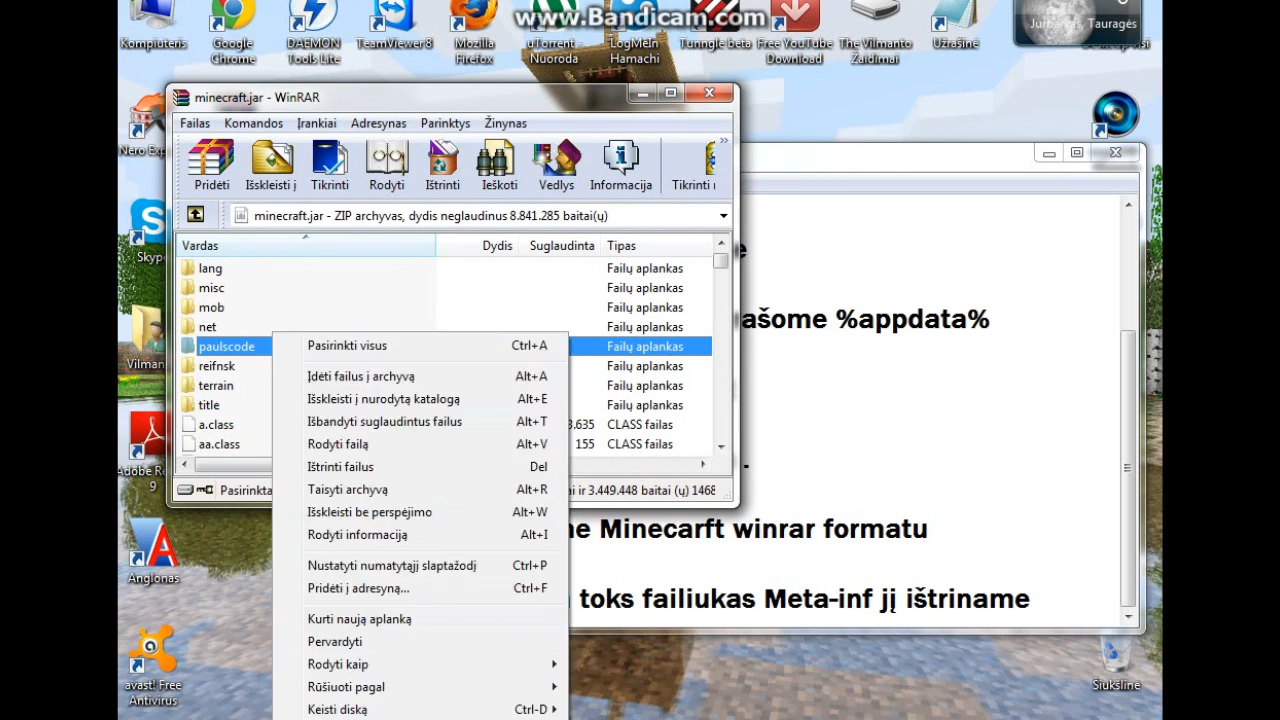 www.Bandicam.com
Kompiuteris
Google Chrome
DAEMON Tools Lite
TeamViewer 8
Mozilla Firefox
uTorrent – Nuoroda
LogMeIn Hamachi
Tunngle beta
Free YouTube Download
The Vilmanto Žaidimai
Užrašinė
Jurbarkas, Tauragės
Nero Exp
Skype
Vilman
Adobe Re
9
Anglonas
avast! Free Antivirus
minecraft.jar - WinRAR
Failas Komandos Įrankiai Adresynas Parinktys Žinynas
Pridėti Išskleisti į Tikrinti Rodyti Ištrinti Ieškoti Vedlys Informacija Tikrinti
minecraft.jar - ZIP archyvas, dydis neglaudinus 8.841.285 baitai(ų)
Vardas Dydis Suglaudinta Tipas
lang Failų aplankas
misc Failų aplankas
mob Failų aplankas
net Failų aplankas
paulscode Failų aplankas
reifnsk Failų aplankas
terrain Failų aplankas
title Failų aplankas
a.class 3.635 CLASS failas
aa.class 155 CLASS failas
Pasirinkta
ai ir 3.449.448 baitai (ų) 1468
Pasirinkti visus Ctrl+A
Įdėti failus į archyvą Alt+A
Išskleisti į nurodytą katalogą Alt+E
Išbandyti suglaudintus failus Alt+T
Rodyti failą Alt+V
Ištrinti failus Del
Taisyti archyvą Alt+R
Išskleisti be perspėjimo Alt+W
Rodyti informaciją Alt+I
Nustatyti numatytąjį slaptažodį Ctrl+P
Pridėti į adresyną... Ctrl+F
Kurti naują aplanką
Pervardyti
Rodyti kaip
Rūšiuoti pagal
Keisti diską Ctrl-D
e
ašome %appdata%
.
ne Minecarft winrar formatu
toks failiukas Meta-inf jį ištriname
Šiukšlinė